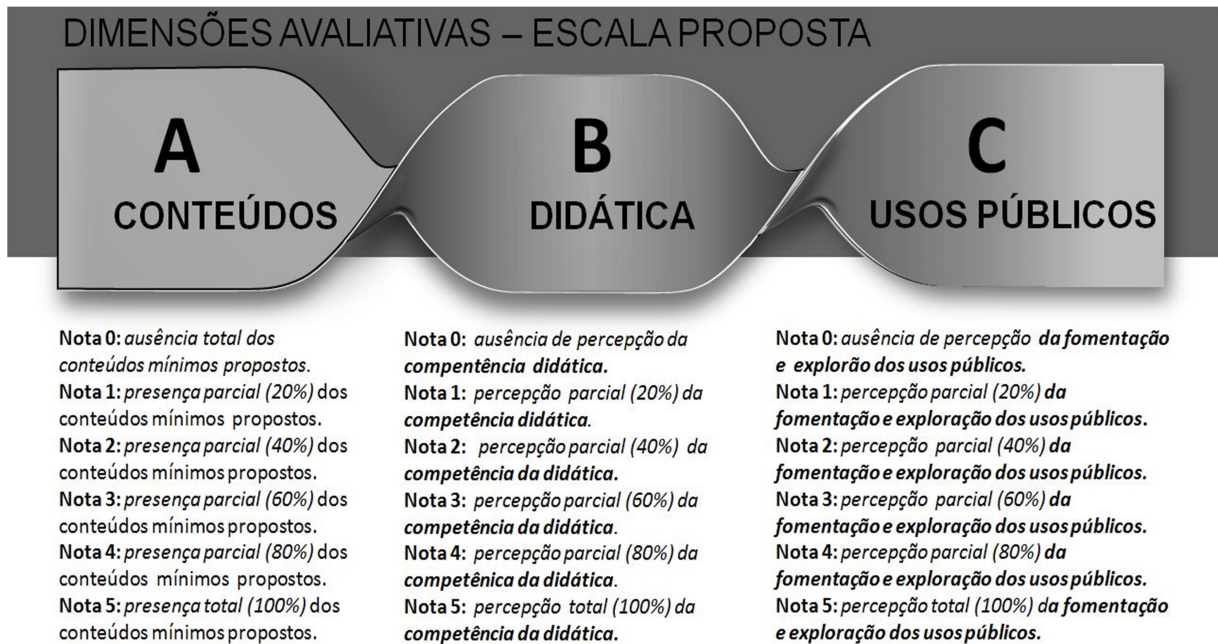 DIMENSÕES AVALIATIVAS – ESCALA PROPOSTA
A
CONTEÚDOS
B
DIDÁTICA
C
USOS PÚBLICOS
Nota 0: ausência total dos
conteúdos mínimos propostos.
Nota 1: presença parcial (20%) dos
conteúdos mínimos propostos.
Nota 2: presença parcial (40%) dos
conteúdos mínimos propostos.
Nota 3: presença parcial (60%) dos
conteúdos mínimos propostos.
Nota 4: presença parcial (80%) dos
conteúdos mínimos propostos.
Nota 5: presença total (100%) dos
conteúdos mínimos propostos.
Nota 0: ausência de percepção da
compentência didática.
Nota 1: percepção parcial (20%) da
competência didática.
Nota 2: percepção parcial (40%) da
competência da didática.
Nota 3: percepção parcial (60%) da
competência da didática.
Nota 4: percepção parcial (80%) da
competênica da didática.
Nota 5: percepção total (100%) da
competência da didática.
Nota 0: ausência de percepção da fomentação
e explorão dos usos públicos.
Nota 1: percepção parcial (20%) da
fomentação e exploração dos usos públicos.
Nota 2: percepção parcial (40%) da
fomentação e exploração dos usos públicos.
Nota 3: percepção parcial (60%) da
fomentação e exploração dos usos públicos.
Nota 4: percepção parcial (80%) da
fomentação e exploração dos usos públicos.
Nota 5: percepção total (100%) da fomentação
e exploração dos usos públicos.